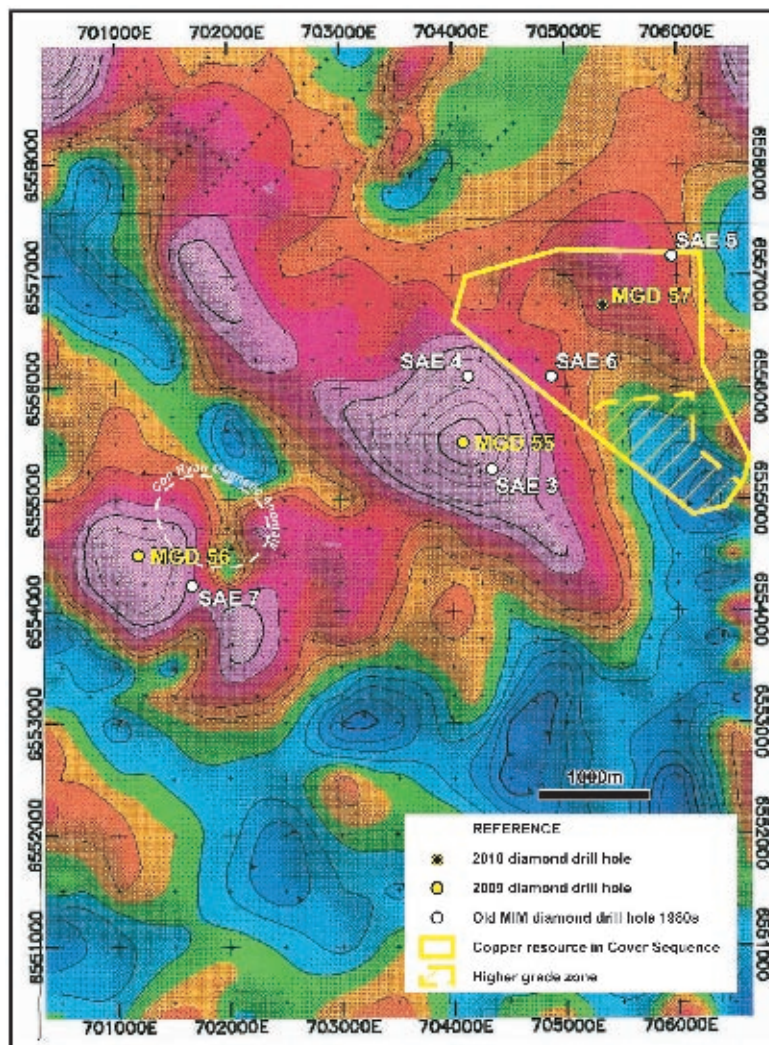 701000E 702000E 703000E 704000E 705000E 706000E
6558000 6558000
SAE 5
6557000 6557000
MGD 57
SAE 4 SAE 6
6556000
MGD 55
SAE 3
6555000 6555000
MGD 56
SAE 7
6554000 6554000
6553000 6553000
1000m
6552000 6552000
REFERENCE
2010 diamond drill hole
2009 diamond drill hole
Old MIM diamond drill hole 1980s
Copper resource in Cover Sequence
Higher grade zone
6551000 6551000
701000E 702000E 703000E 704000E 705000E 706000E